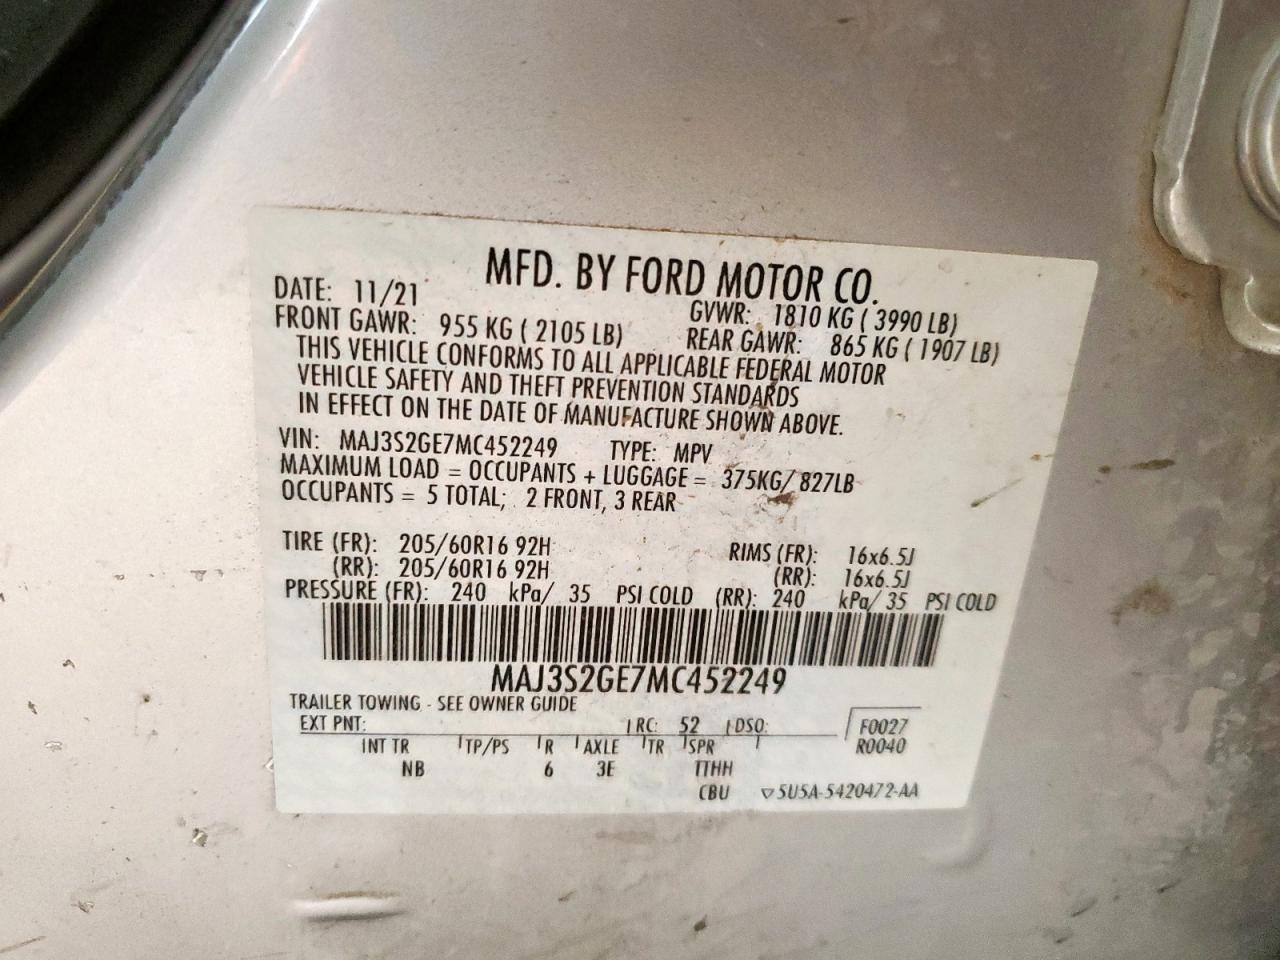 MFD. BY FORD MOTOR CO.
DATE: 11/21 GVWR: 1810 KG ( 3990 LB)
FRONT GAWR: 955 KG ( 2105 LB) REAR GAWR: 865 KG ( 1907 LB)
THIS VEHICLE CONFORMS TO ALL APPLICABLE FEDERAL MOTOR
VEHICLE SAFETY AND THEFT PREVENTION STANDARDS
IN EFFECT ON THE DATE OF MANUFACTURE SHOWN ABOVE.
VIN: MAJ3S2GE7MC452249 TYPE: MPV
MAXIMUM LOAD = OCCUPANTS + LUGGAGE = 375KG/ 827LB
OCCUPANTS = 5 TOTAL; 2 FRONT, 3 REAR
TIRE (FR): 205/60R16 92H RIMS (FR): 16x6.5J
(RR): 205/60R16 92H (RR): 16x6.5J
PRESSURE (FR): 240 kPa/ 35 PSI COLD (RR): 240 kPa/ 35 PSI COLD
MAJ3S2GE7MC452249
TRAILER TOWING - SEE OWNER GUIDE
EXT PNT: RC: 52 DSO: F0027
INT TR TP/PS R AXLE TR SPR R0040
NB 6 3E TTHH
CBU 5U5A-5420472-AA